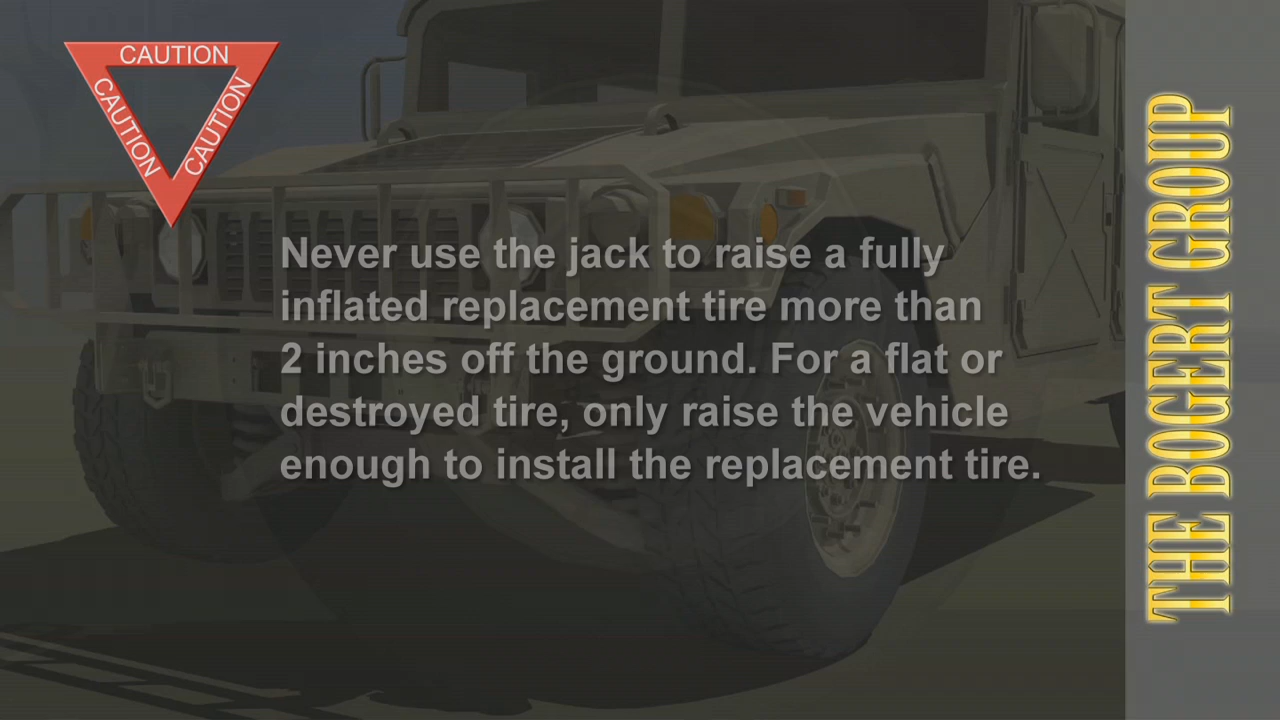 CAUTION
CAUTION
CAUTION
Never use the jack to raise a fully
inflated replacement tire more than
2 inches off the ground. For a flat or
destroyed tire, only raise the vehicle
enough to install the replacement tire.
THE BOGERT GROUP